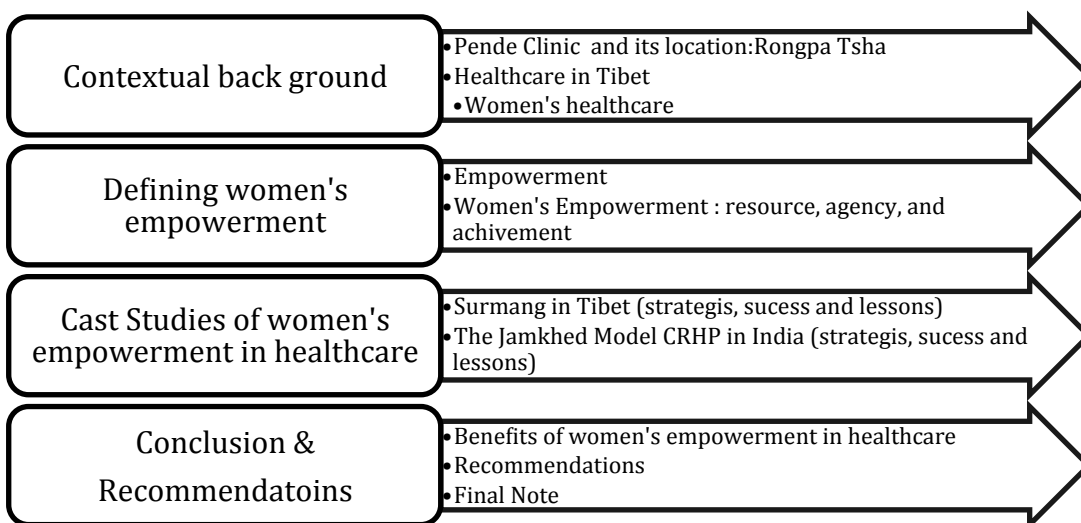 Contextual back ground
•Pende Clinic and its location:Rongpa Tsha
•Healthcare in Tibet
•Women's healthcare
Defining women's
empowerment
•Empowerment
•Women's Empowerment : resource, agency, and
achivement
Cast Studies of women's
empowerment in healthcare
•Surmang in Tibet (strategis, sucess and lessons)
•The Jamkhed Model CRHP in India (strategis, sucess and
lessons)
Conclusion &
Recommendatoins
•Benefits of women's empowerment in healthcare
•Recommendations
•Final Note